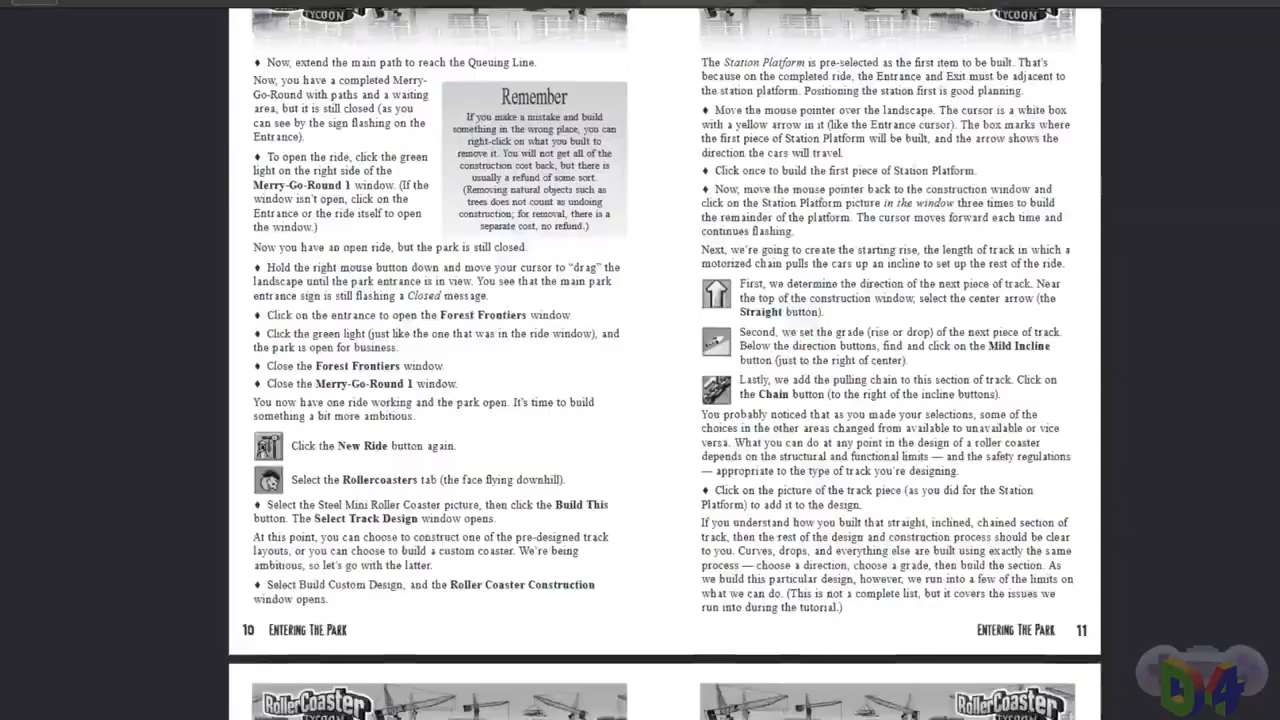 TYCOON
♦ Now, extend the main path to reach the Queuing Line.
Now, you have a completed Merry-
Go-Round with paths and a waiting
area, but it is still closed (as you
can see by the sign flashing on the
Entrance).
♦ To open the ride, click the green
light on the right side of the
Merry-Go-Round 1 window. (If the
window isn't open, click on the
Entrance or the ride itself to open
the window.)
Remember
If you make a mistake and build
something in the wrong place, you can
right-click on what you built to
remove it. You will not get all of the
construction cost back, but there is
usually a refund of some sort.
(Removing natural objects such as
trees does not count as undoing
construction; for removal, there is a
separate cost, no refund.)
Now you have an open ride, but the park is still closed.
♦ Hold the right mouse button down and move your cursor to “drag” the
landscape until the park entrance is in view. You see that the main park
entrance sign is still flashing a Closed message.
♦ Click on the entrance to open the Forest Frontiers window.
♦ Click the green light (just like the one that was in the ride window), and
the park is open for business.
♦ Close the Forest Frontiers window.
♦ Close the Merry-Go-Round 1 window.
You now have one ride working and the park open. It's time to build
something a bit more ambitious.
Click the New Ride button again.
Select the Rollercoasters tab (the face flying downhill).
♦ Select the Steel Mini Roller Coaster picture, then click the Build This
button. The Select Track Design window opens.
At this point, you can choose to construct one of the pre-designed track
layouts, or you can choose to build a custom coaster. We're being
ambitious, so let's go with the latter.
♦ Select Build Custom Design, and the Roller Coaster Construction
window opens.
10 ENTERING THE PARK
TYCOON
The Station Platform is pre-selected as the first item to be built. That's
because on the completed ride, the Entrance and Exit must be adjacent to
the station platform. Positioning the station first is good planning.
♦ Move the mouse pointer over the landscape. The cursor is a white box
with a yellow arrow in it (like the Entrance cursor). The box marks where
the first piece of Station Platform will be built, and the arrow shows the
direction the cars will travel.
♦ Click once to build the first piece of Station Platform.
♦ Now, move the mouse pointer back to the construction window and
click on the Station Platform picture in the window three times to build
the remainder of the platform. The cursor moves forward each time and
continues flashing.
Next, we're going to create the starting rise, the length of track in which a
motorized chain pulls the cars up an incline to set up the rest of the ride.
First, we determine the direction of the next piece of track. Near
the top of the construction window, select the center arrow (the
Straight button).
Second, we set the grade (rise or drop) of the next piece of track.
Below the direction buttons, find and click on the Mild Incline
button (just to the right of center).
Lastly, we add the pulling chain to this section of track. Click on
the Chain button (to the right of the incline buttons).
You probably noticed that as you made your selections, some of the
choices in the other areas changed from available to unavailable or vice
versa. What you can do at any point in the design of a roller coaster
depends on the structural and functional limits — and the safety regulations
— appropriate to the type of track you're designing.
♦ Click on the picture of the track piece (as you did for the Station
Platform) to add it to the design.
If you understand how you built that straight, inclined, chained section of
track, then the rest of the design and construction process should be clear
to you. Curves, drops, and everything else are built using exactly the same
process — choose a direction, choose a grade, then build the section. As
we build this particular design, however, we run into a few of the limits on
what we can do. (This is not a complete list, but it covers the issues we
run into during the tutorial.)
ENTERING THE PARK 11
ROLLERCOASTER
TYCOON
ROLLERCOASTER
TYCOON
D4